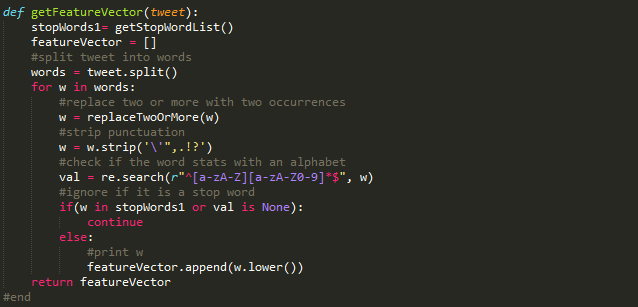 def getFeatureVector(tweet):
    stopWords1= getStopWordList()
    featureVector = []
    #split tweet into words
    words = tweet.split()
    for w in words:
        #replace two or more with two occurrences
        w = replaceTwoOrMore(w)
        #strip punctuation
        w = w.strip('\'",.!?')
        #check if the word stats with an alphabet
        val = re.search(r"^[a-zA-Z][a-zA-Z0-9]*$", w)
        #ignore if it is a stop word
        if(w in stopWords1 or val is None):
            continue
        else:
            #print w
            featureVector.append(w.lower())
    return featureVector
#end